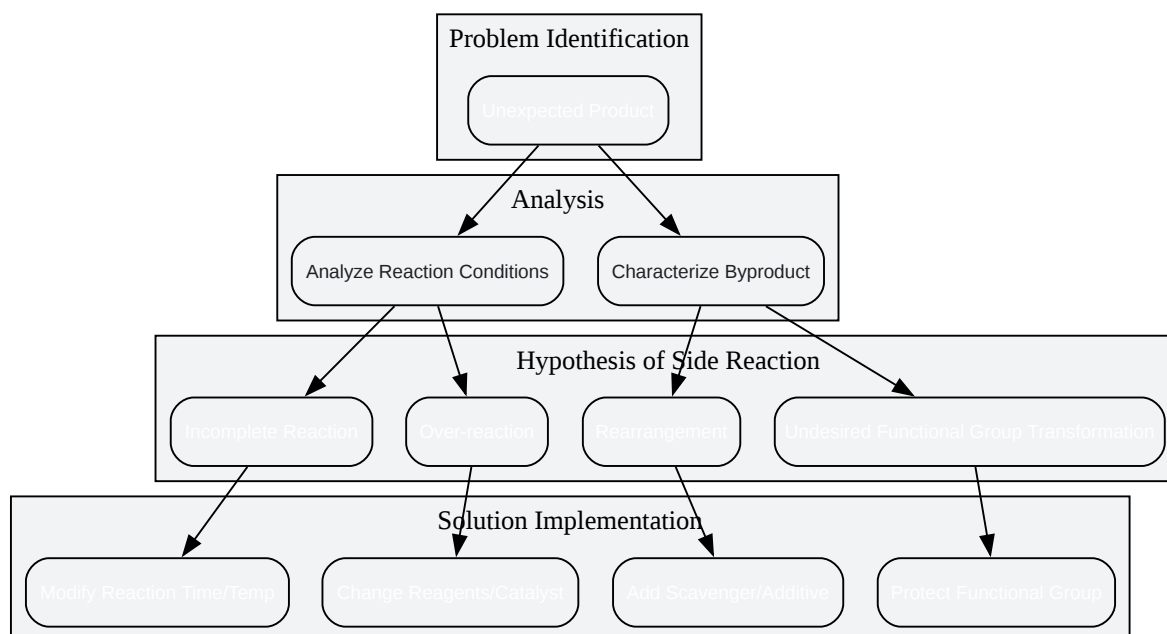 Problem Identification
Unexpected Product
Analysis
Analyze Reaction Conditions
Characterize Byproduct
Hypothesis of Side Reaction
Incomplete Reaction
Over-reaction
Rearrangement
Undesired Functional Group Transformation
Solution Implementation
Modify Reaction Time/Temp
Change Reagents/Catalyst
Add Scavenger/Additive
Protect Functional Group